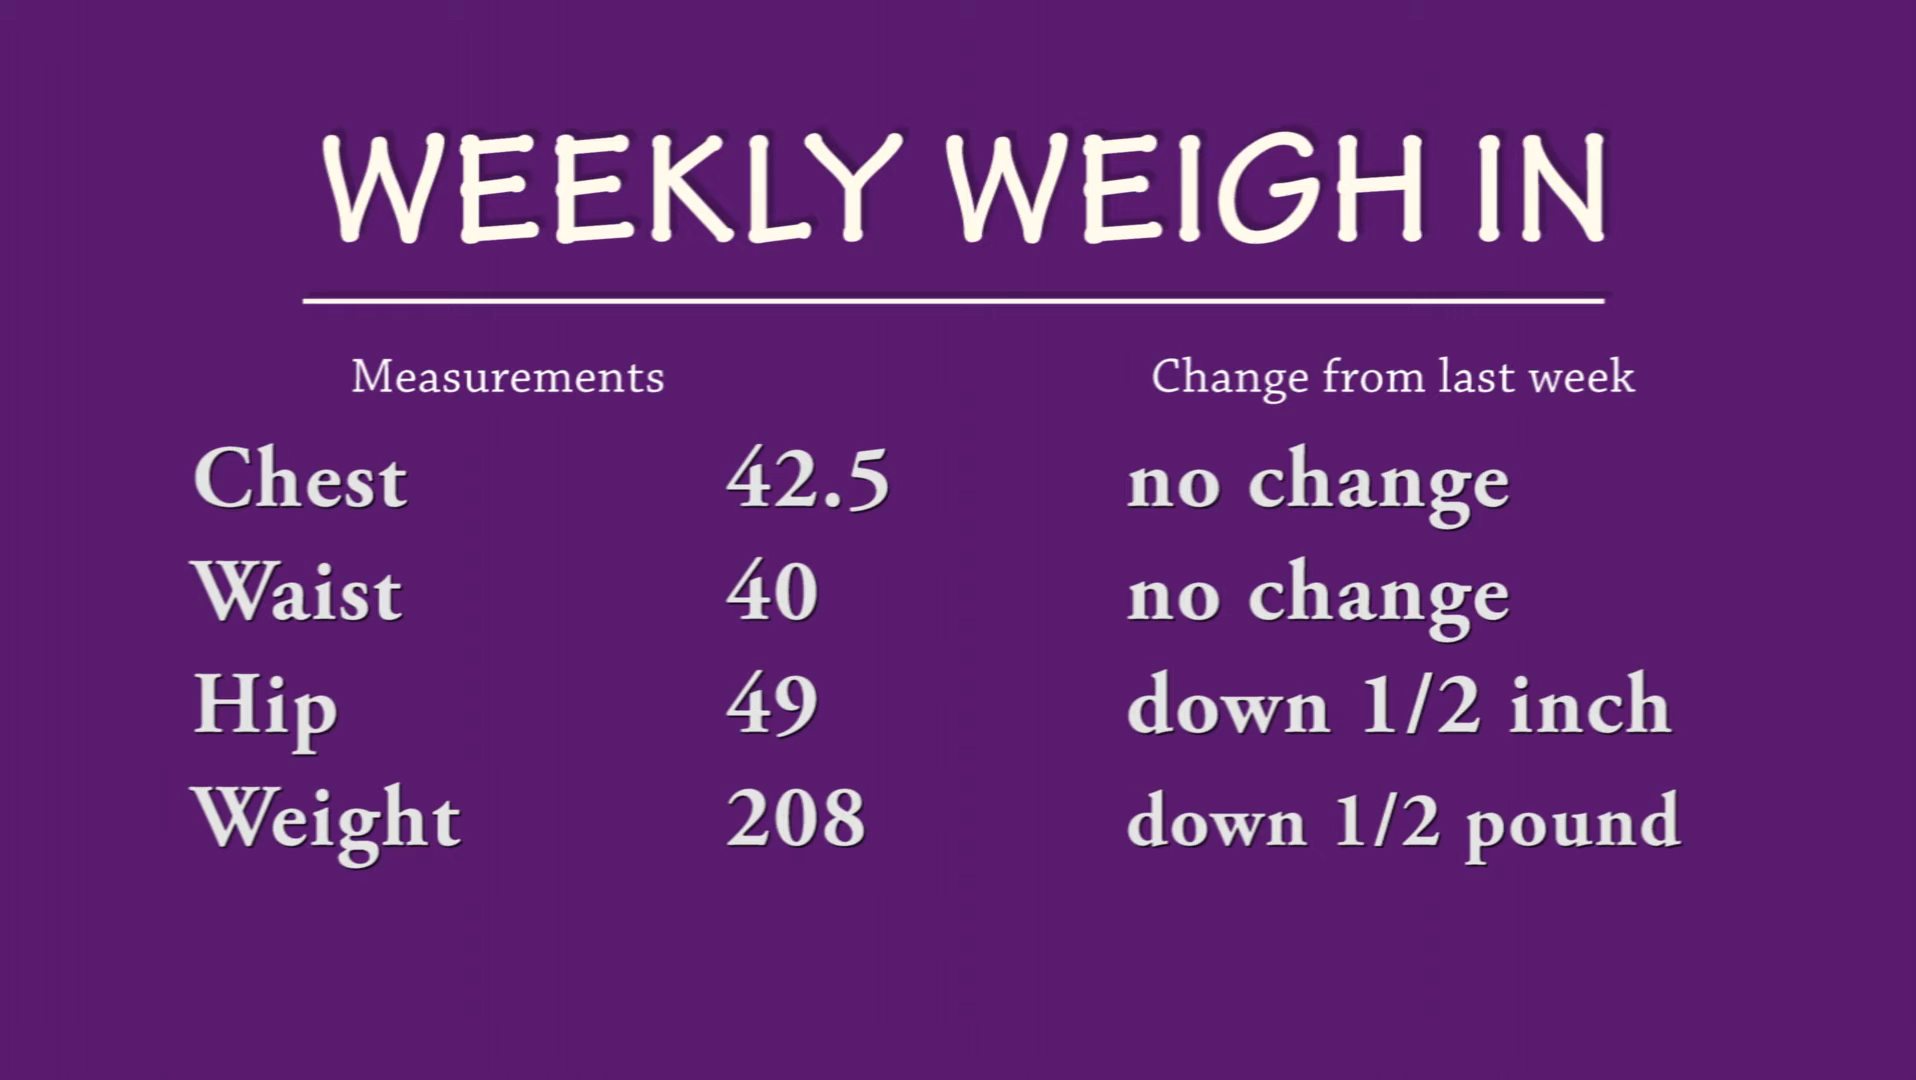 WEEKLY WEIGH IN
Measurements Change from last week
Chest 42.5 no change
Waist 40 no change
Hip 49 down 1/2 inch
Weight 208 down 1/2 pound